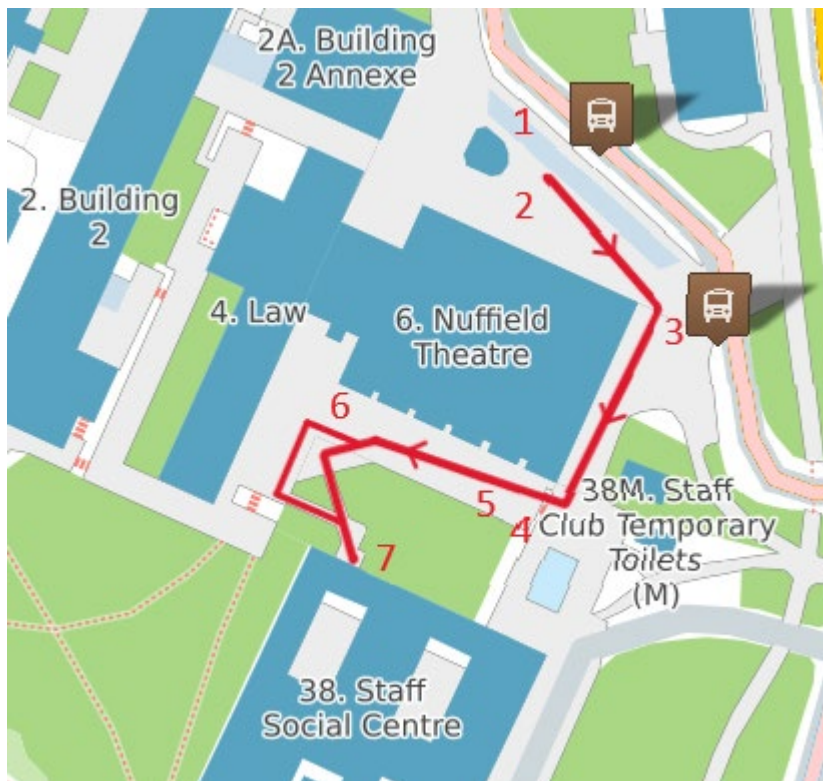 2A. Building
2 Annexe
1
2. Building
2
2
4. Law
6. Nuffield
Theatre
3
6
5
4
38M. Staff
Club Temporary
Toilets
(M)
7
38. Staff
Social Centre